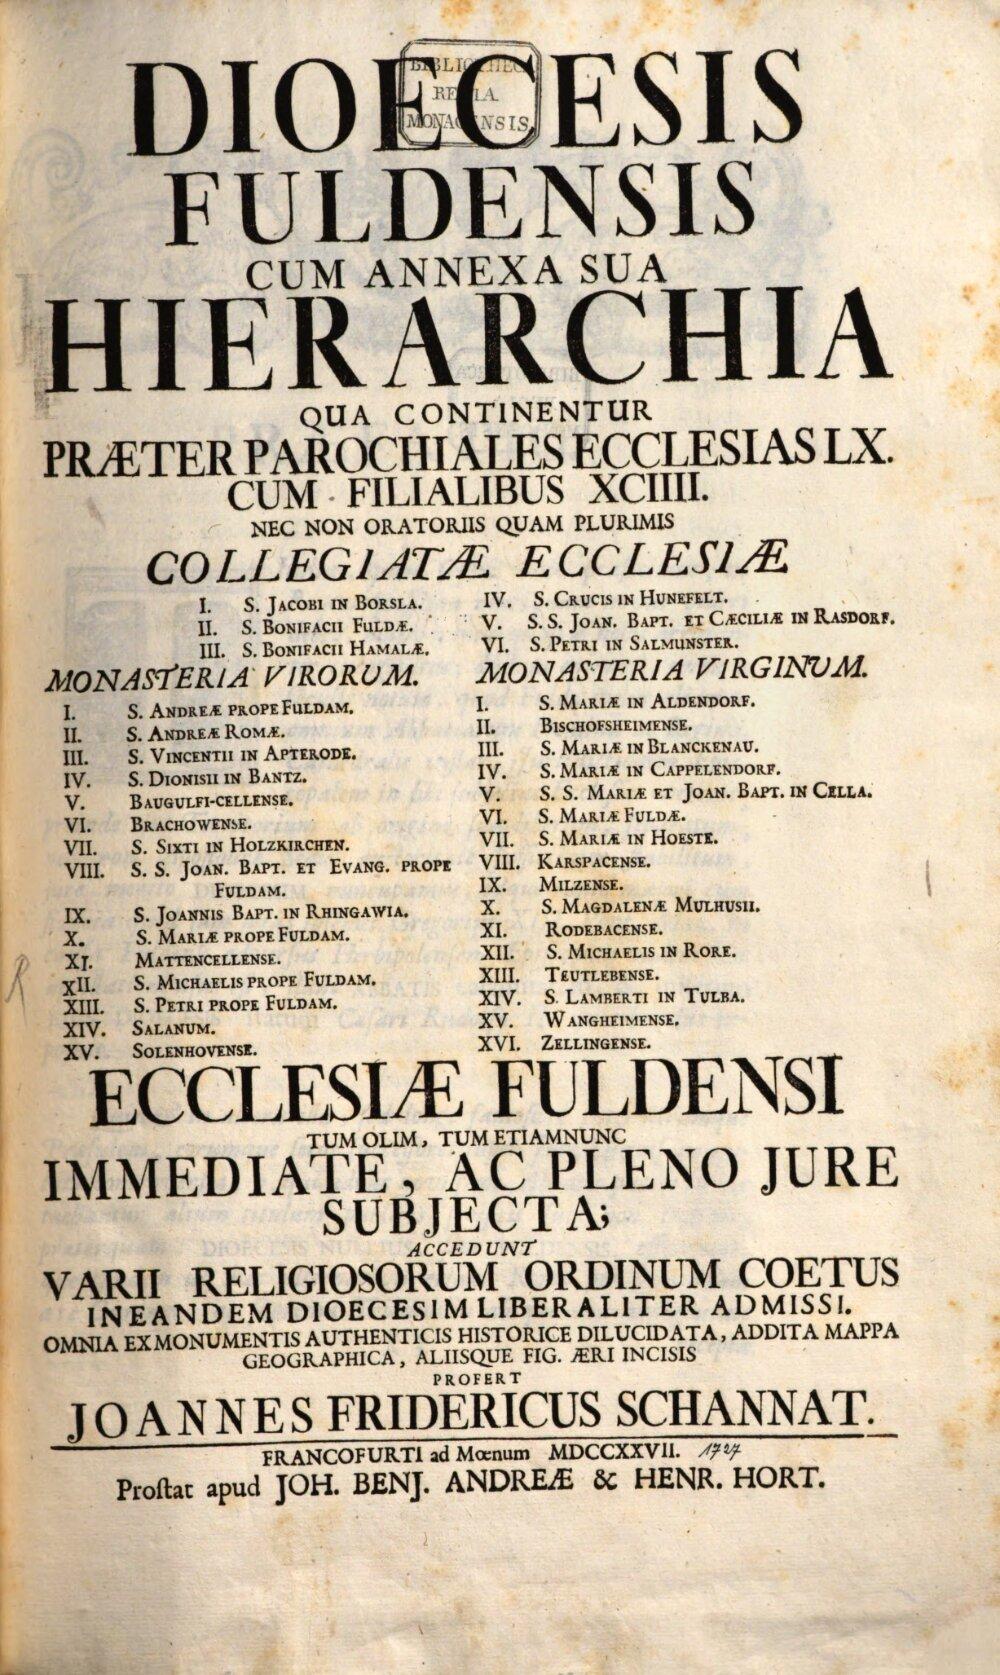 DIOECESIS
BIBLIOTHECA
REGIA
MONACENSIS.
FULDENSIS
CUM ANNEXA SUA
HIERARCHIA
QUA CONTINENTUR
PRÆTER PAROCHIALES ECCLESIAS LX.
CUM FILIALIBUS XCIIII.
NEC NON ORATORIIS QUAM PLURIMIS
COLLEGIATÆ ECCLESIÆ
I. S. JACOBI IN BORSLA.
II. S. BONIFACII FULDÆ.
III. S. BONIFACII HAMALÆ.
IV. S. CRUCIS IN HUNEFELT.
V. S. S. JOAN. BAPT. ET CÆCILIÆ IN RASDORF.
VI. S. PETRI IN SALMUNSTER.
MONASTERIA VIRORUM.
I. S. ANDREÆ PROPE FULDAM.
II. S. ANDREÆ ROMÆ.
III. S. VINCENTII IN APTERODE.
IV. S. DIONISII IN BANTZ.
V. BAUGULFI-CELLENSE.
VI. BRACHOWENSE.
VII. S. SIXTI IN HOLZKIRCHEN.
VIII. S. S. JOAN. BAPT. ET EVANG. PROPE
FULDAM.
IX. S. JOANNIS BAPT. IN RHINGAWIA.
X. S. MARIÆ PROPE FULDAM.
XI. MATTENCELLENSE.
XII. S. MICHAELIS PROPE FULDAM.
XIII. S. PETRI PROPE FULDAM.
XIV. SALANUM.
XV. SOLENHOVENSE.
MONASTERIA VIRGINUM.
I. S. MARIÆ IN ALDENDORF.
II. BISCHOFSHEIMENSE.
III. S. MARIÆ IN BLANCKENAU.
IV. S. MARIÆ IN CAPPELENDORF.
V. S. S. MARIÆ ET JOAN. BAPT. IN CELLA.
VI. S. MARIÆ FULDÆ.
VII. S. MARIÆ IN HOESTE.
VIII. KARSPACENSE.
IX. MILZENSE.
X. S. MAGDALENÆ MULHUSII.
XI. RODEBACENSE.
XII. S. MICHAELIS IN RORE.
XIII. TEUTLEBENSE.
XIV. S. LAMBERTI IN TULBA.
XV. WANGHEIMENSE.
XVI. ZELLINGENSE.
ECCLESIÆ FULDENSI
TUM OLIM, TUM ETIAMNUNC
IMMEDIATE, AC PLENO JURE
SUBJECTA;
ACCEDUNT
VARII RELIGIOSORUM ORDINUM COETUS
IN EANDEM DIOECESIM LIBERALITER ADMISSI.
OMNIA EX MONUMENTIS AUTHENTICIS HISTORICE DILUCIDATA, ADDITA MAPPA
GEOGRAPHICA, ALIISQUE FIG. ÆRI INCISIS
PROFERT
JOANNES FRIDERICUS SCHANNAT.
FRANCOFURTI ad Mœnum MDCCXXVII. 1727
Proſtat apud JOH. BENJ. ANDREÆ & HENR. HORT.